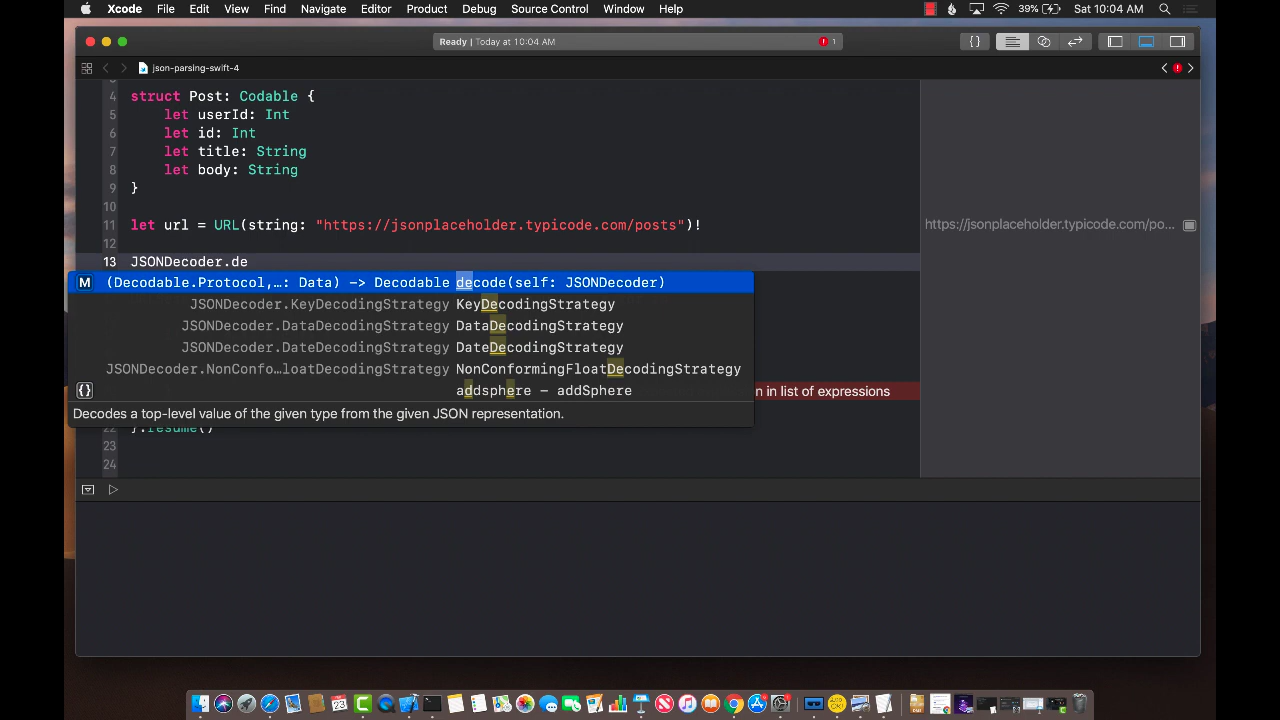 Xcode File Edit View Find Navigate Editor Product Debug Source Control Window Help 39% Sat 10:04 AM
Ready | Today at 10:04 AM 1
json-parsing-swift-4
4 struct Post: Codable {
5 let userId: Int
6 let id: Int
7 let title: String
8 let body: String
9 }
10
11 let url = URL(string: "https://jsonplaceholder.typicode.com/posts")! https://jsonplaceholder.typicode.com/po...
12
13 JSONDecoder.de
M (Decodable.Protocol,…: Data) -> Decodable decode(self: JSONDecoder)
JSONDecoder.KeyDecodingStrategy KeyDecodingStrategy
JSONDecoder.DataDecodingStrategy DataDecodingStrategy
JSONDecoder.DateDecodingStrategy DateDecodingStrategy
JSONDecoder.NonConfo…loatDecodingStrategy NonConformingFloatDecodingStrategy
{} addsphere – addSphere n in list of expressions
Decodes a top-level value of the given type from the given JSON representation.
22 }.resume()
23
24